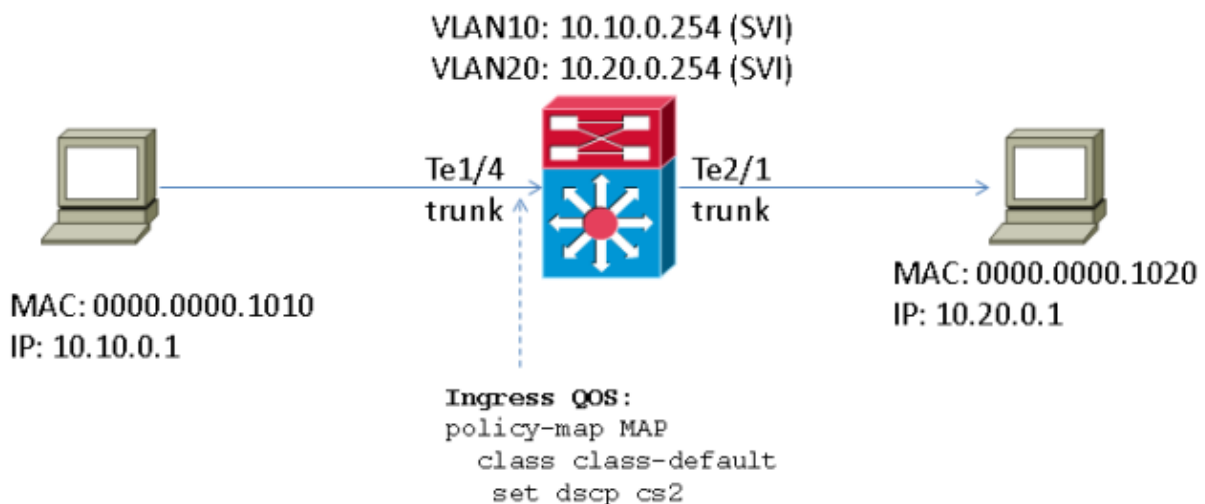 VLAN10: 10.10.0.254 (SVI)
VLAN20: 10.20.0.254 (SVI)
Te1/4
trunk
Te2/1
trunk
MAC: 0000.0000.1010
IP: 10.10.0.1
MAC: 0000.0000.1020
IP: 10.20.0.1
Ingress QOS:
policy-map MAP
class class-default
set dscp cs2